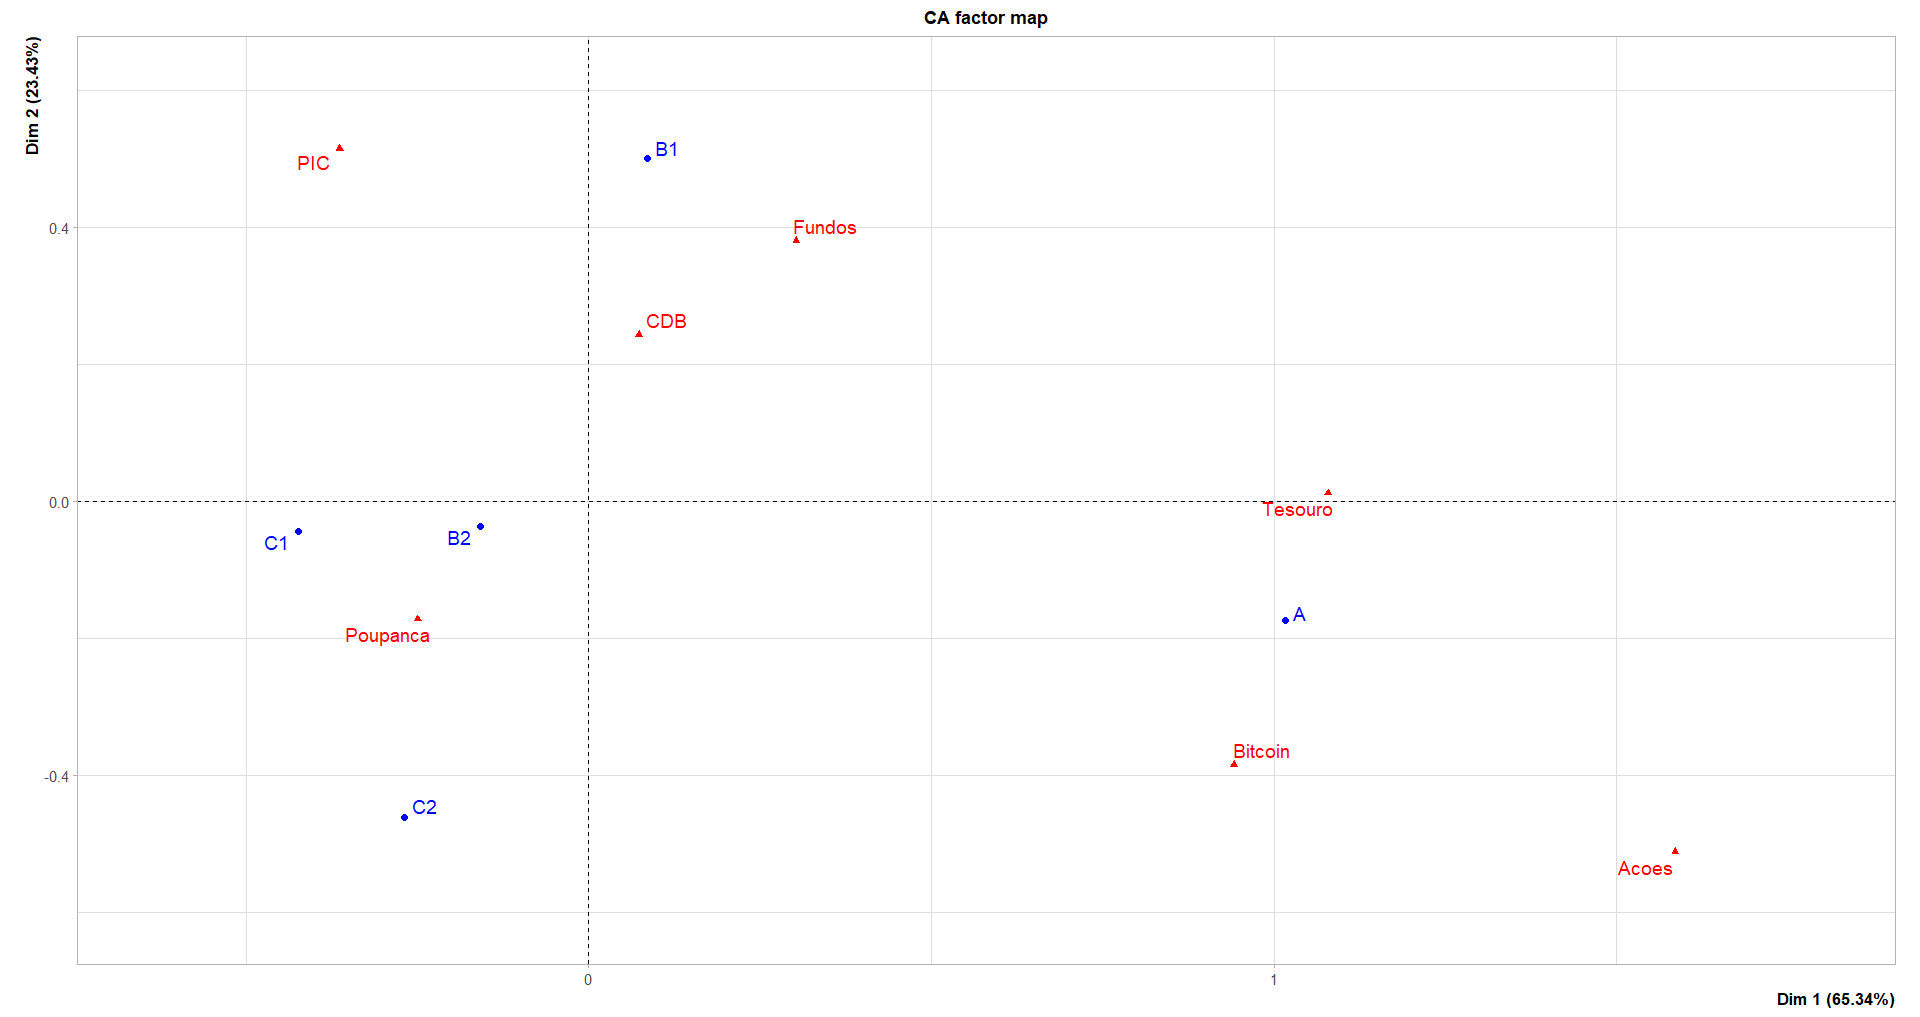 CA factor map
Dim 2 (23.43%)
PIC
B1
Fundos
0.4
CDB
0.0
Tesouro
C1
B2
A
Poupanca
Bitcoin
-0.4
C2
Acoes
0
1
Dim 1 (65.34%)